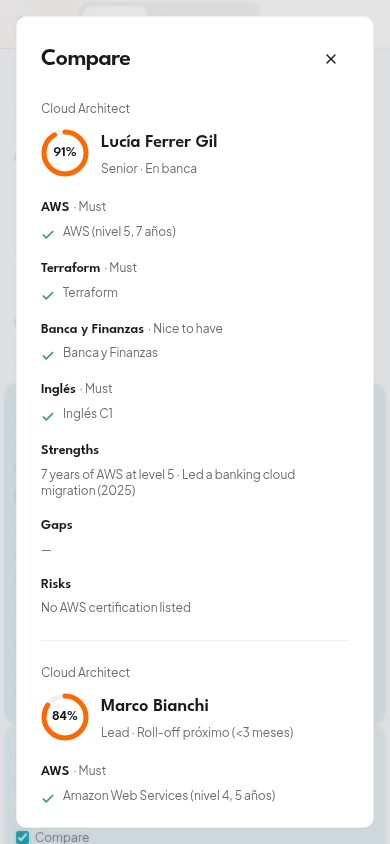 Compare
Cloud Architect
91%
Lucía Ferrer Gil
Senior · En banca
AWS · Must
AWS (nivel 5, 7 años)
Terraform · Must
Terraform
Banca y Finanzas · Nice to have
Banca y Finanzas
Inglés · Must
Inglés C1
Strengths
7 years of AWS at level 5 · Led a banking cloud
migration (2025)
Gaps
—
Risks
No AWS certification listed
Cloud Architect
84%
Marco Bianchi
Lead · Roll-off próximo (<3 meses)
AWS · Must
Amazon Web Services (nivel 4, 5 años)
Compare